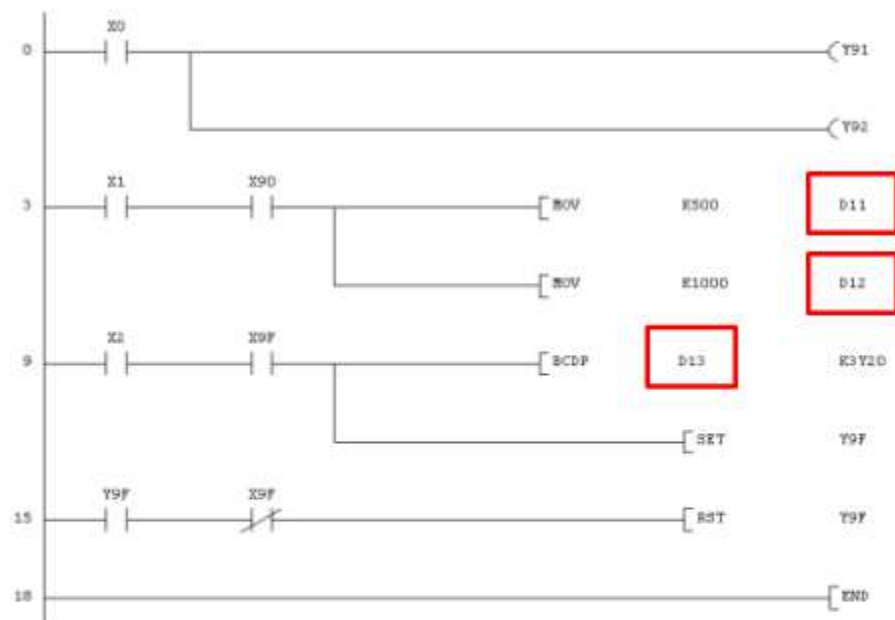 X0
0 Y91
Y92
X1 X90
3 MOV K500 D11
MOV K1000 D12
X2 X9F
9 BCDP D13 K3Y20
SET Y9F
Y9F X9F
15 RST Y9F
18 END